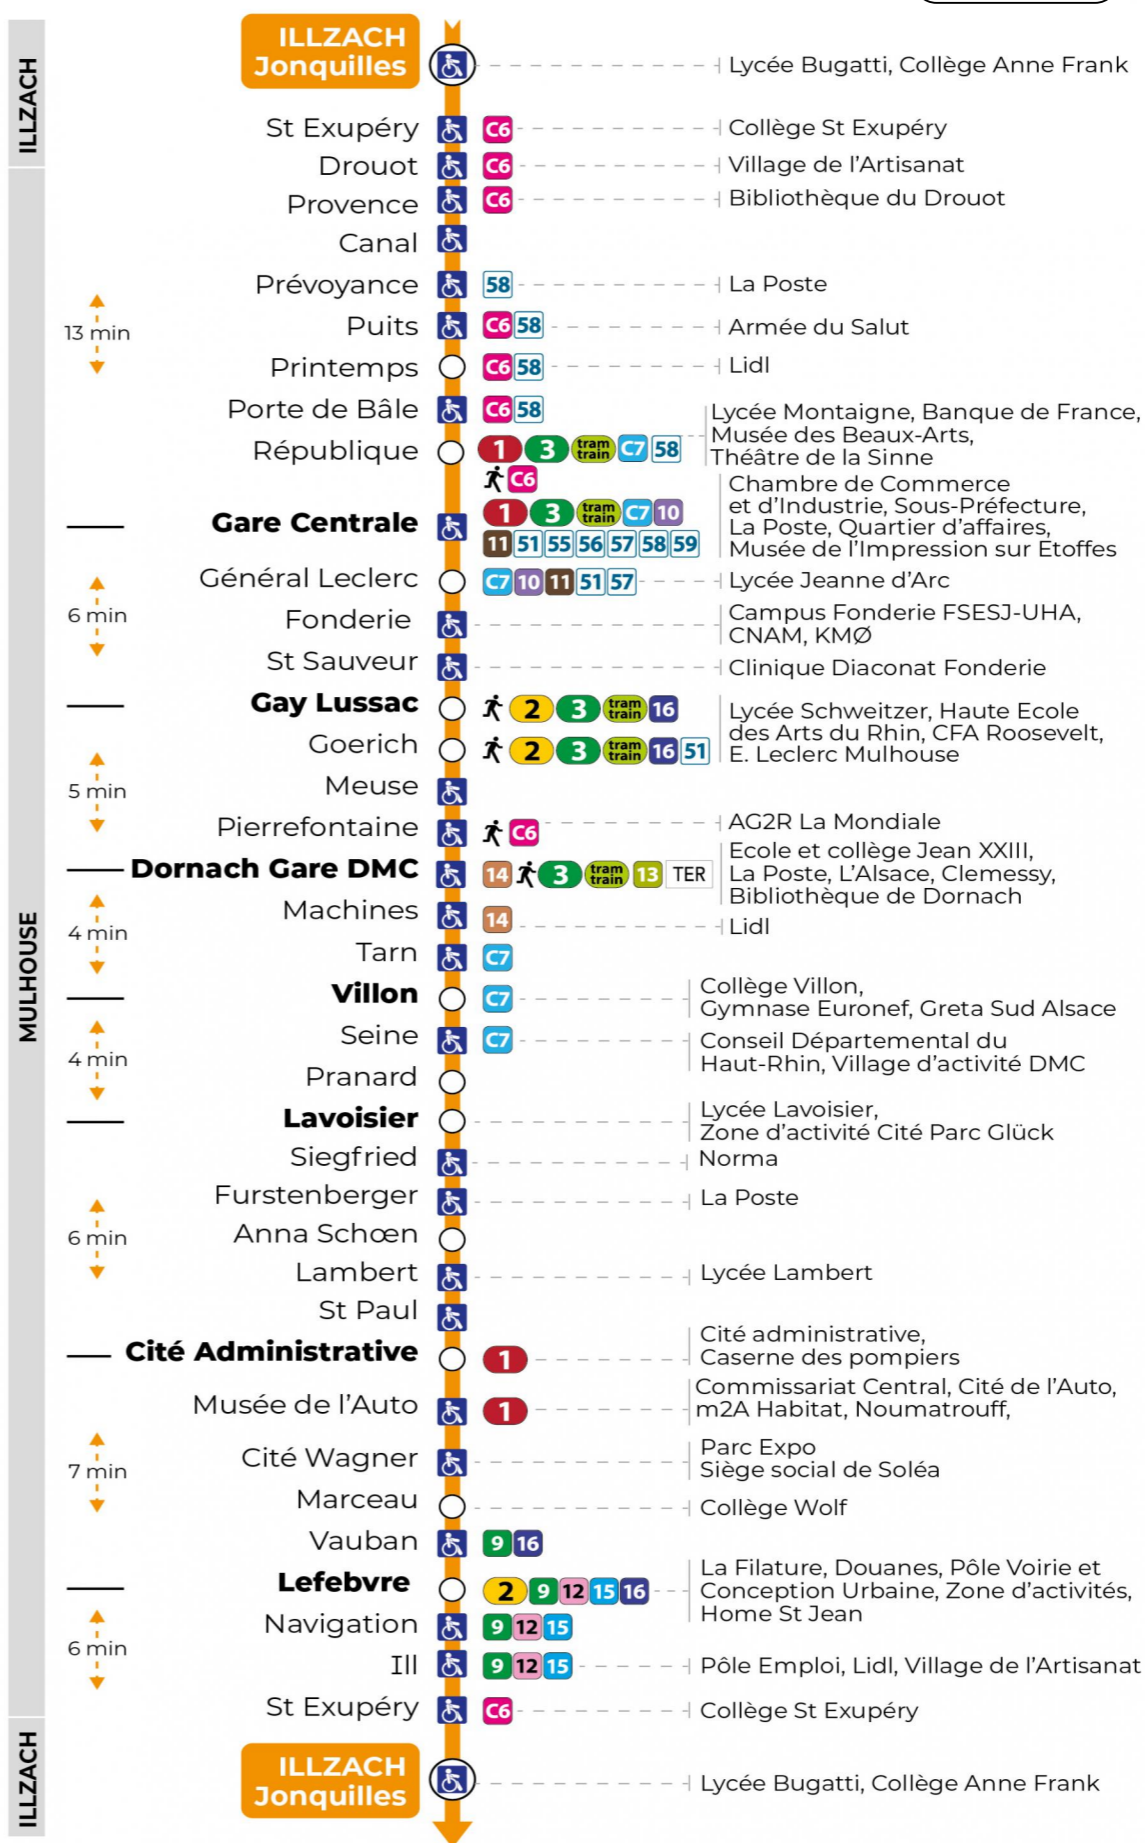 ILLZACH
ILLZACH
Jonquilles
Lycée Bugatti, Collège Anne Frank
St Exupéry C6 Collège St Exupéry
Drouot C6 Village de l'Artisanat
Provence C6 Bibliothèque du Drouot
Canal
Prévoyance 58 La Poste
13 min
Puits C6 58 Armée du Salut
Printemps C6 58 Lidl
Porte de Bâle C6 58
République 1 3 tram train C7 58
C6
Lycée Montaigne, Banque de France,
Musée des Beaux-Arts,
Théâtre de la Sinne
Gare Centrale 1 3 tram train C7 10
11 51 55 56 57 58 59
Chambre de Commerce
et d'Industrie, Sous-Préfecture,
La Poste, Quartier d'affaires,
Musée de l'Impression sur Etoffes
Général Leclerc C7 10 11 51 57 Lycée Jeanne d'Arc
6 min
Fonderie
Campus Fonderie FSESJ-UHA,
CNAM, KMØ
St Sauveur Clinique Diaconat Fonderie
Gay Lussac 2 3 tram train 16
Goerich 2 3 tram train 16 51
Lycée Schweitzer, Haute Ecole
des Arts du Rhin, CFA Roosevelt,
E. Leclerc Mulhouse
Meuse
5 min
Pierrefontaine C6 AG2R La Mondiale
Dornach Gare DMC 14 3 tram train 13 TER
Ecole et collège Jean XXIII,
La Poste, L'Alsace, Clemessy,
Bibliothèque de Dornach
Machines 14 Lidl
4 min
Tarn C7
MULHOUSE
Villon C7
Collège Villon,
Gymnase Euronef, Greta Sud Alsace
Seine C7
Conseil Départemental du
Haut-Rhin, Village d'activité DMC
4 min
Pranard
Lavoisier
Lycée Lavoisier,
Zone d'activité Cité Parc Glück
Siegfried Norma
Furstenberger La Poste
6 min
Anna Schœn
Lambert Lycée Lambert
St Paul
Cité Administrative 1
Cité administrative,
Caserne des pompiers
Musée de l'Auto 1
Commissariat Central, Cité de l'Auto,
m2A Habitat, Noumatrouff,
Cité Wagner
Parc Expo
Siège social de Soléa
7 min
Marceau Collège Wolf
Vauban 9 16
Lefebvre 2 9 12 15 16
La Filature, Douanes, Pôle Voirie et
Conception Urbaine, Zone d'activités,
Home St Jean
Navigation 9 12 15
6 min
Ill 9 12 15 Pôle Emploi, Lidl, Village de l'Artisanat
St Exupéry C6 Collège St Exupéry
ILLZACH
ILLZACH
Jonquilles
Lycée Bugatti, Collège Anne Frank